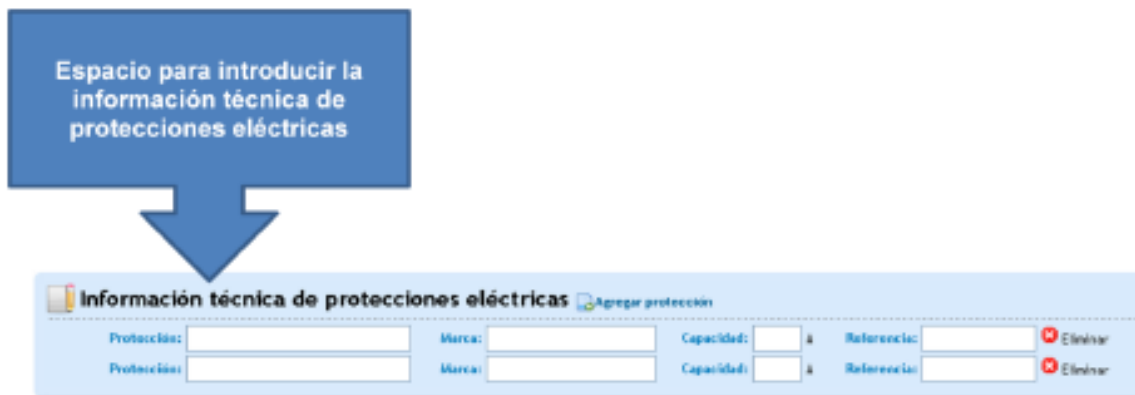 Espacio para introducir la
información técnica de
protecciones eléctricas
Información técnica de protecciones eléctricas Agregar protección
Protección: Marca: Capacidad: A Referencia: Eliminar
Protección: Marca: Capacidad: A Referencia: Eliminar